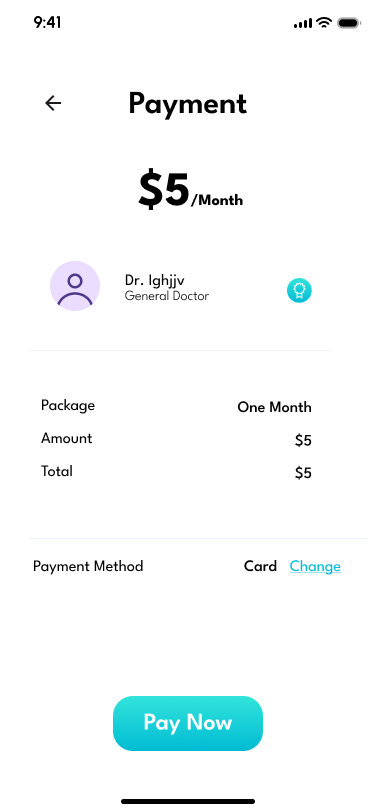 9:41
Payment
$5/Month
Dr. Ighjjv
General Doctor
Package One Month
Amount $5
Total $5
Payment Method Card Change
Pay Now